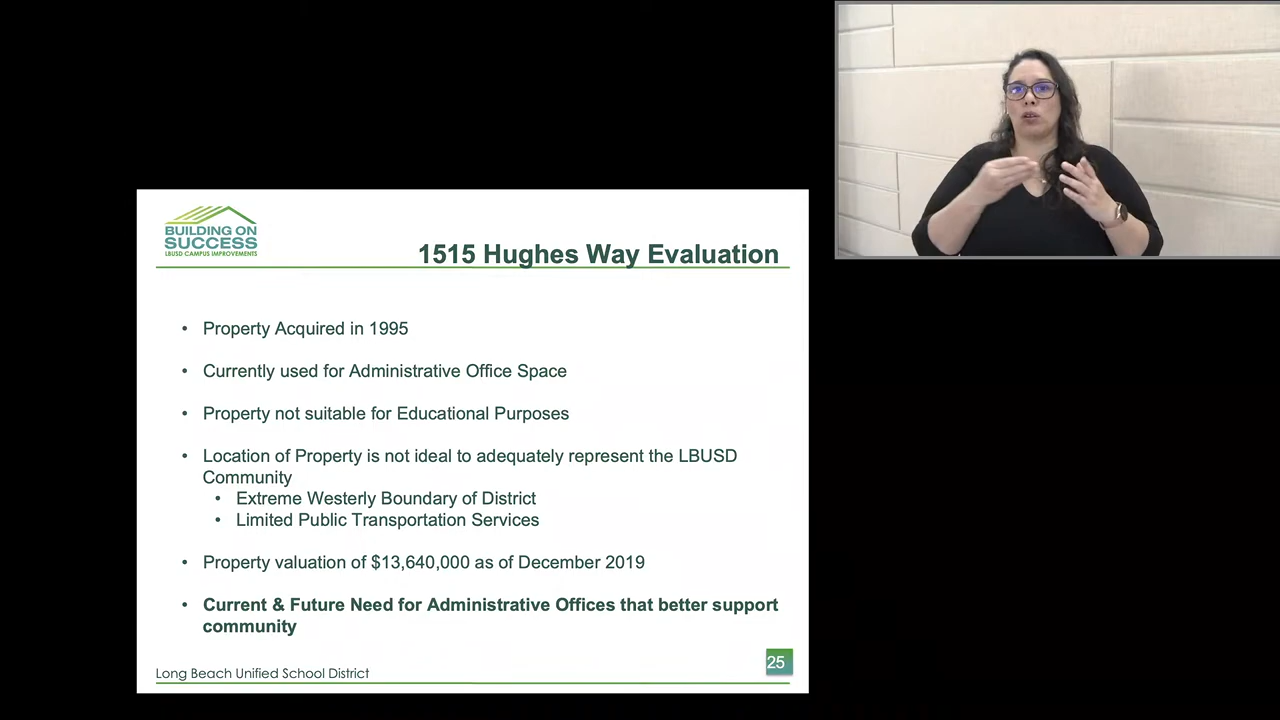 BUILDING ON
SUCCESS
LBUSD CAMPUS IMPROVEMENTS
1515 Hughes Way Evaluation
• Property Acquired in 1995
• Currently used for Administrative Office Space
• Property not suitable for Educational Purposes
• Location of Property is not ideal to adequately represent the LBUSD
Community
• Extreme Westerly Boundary of District
• Limited Public Transportation Services
• Property valuation of $13,640,000 as of December 2019
• Current & Future Need for Administrative Offices that better support
community
Long Beach Unified School District
25